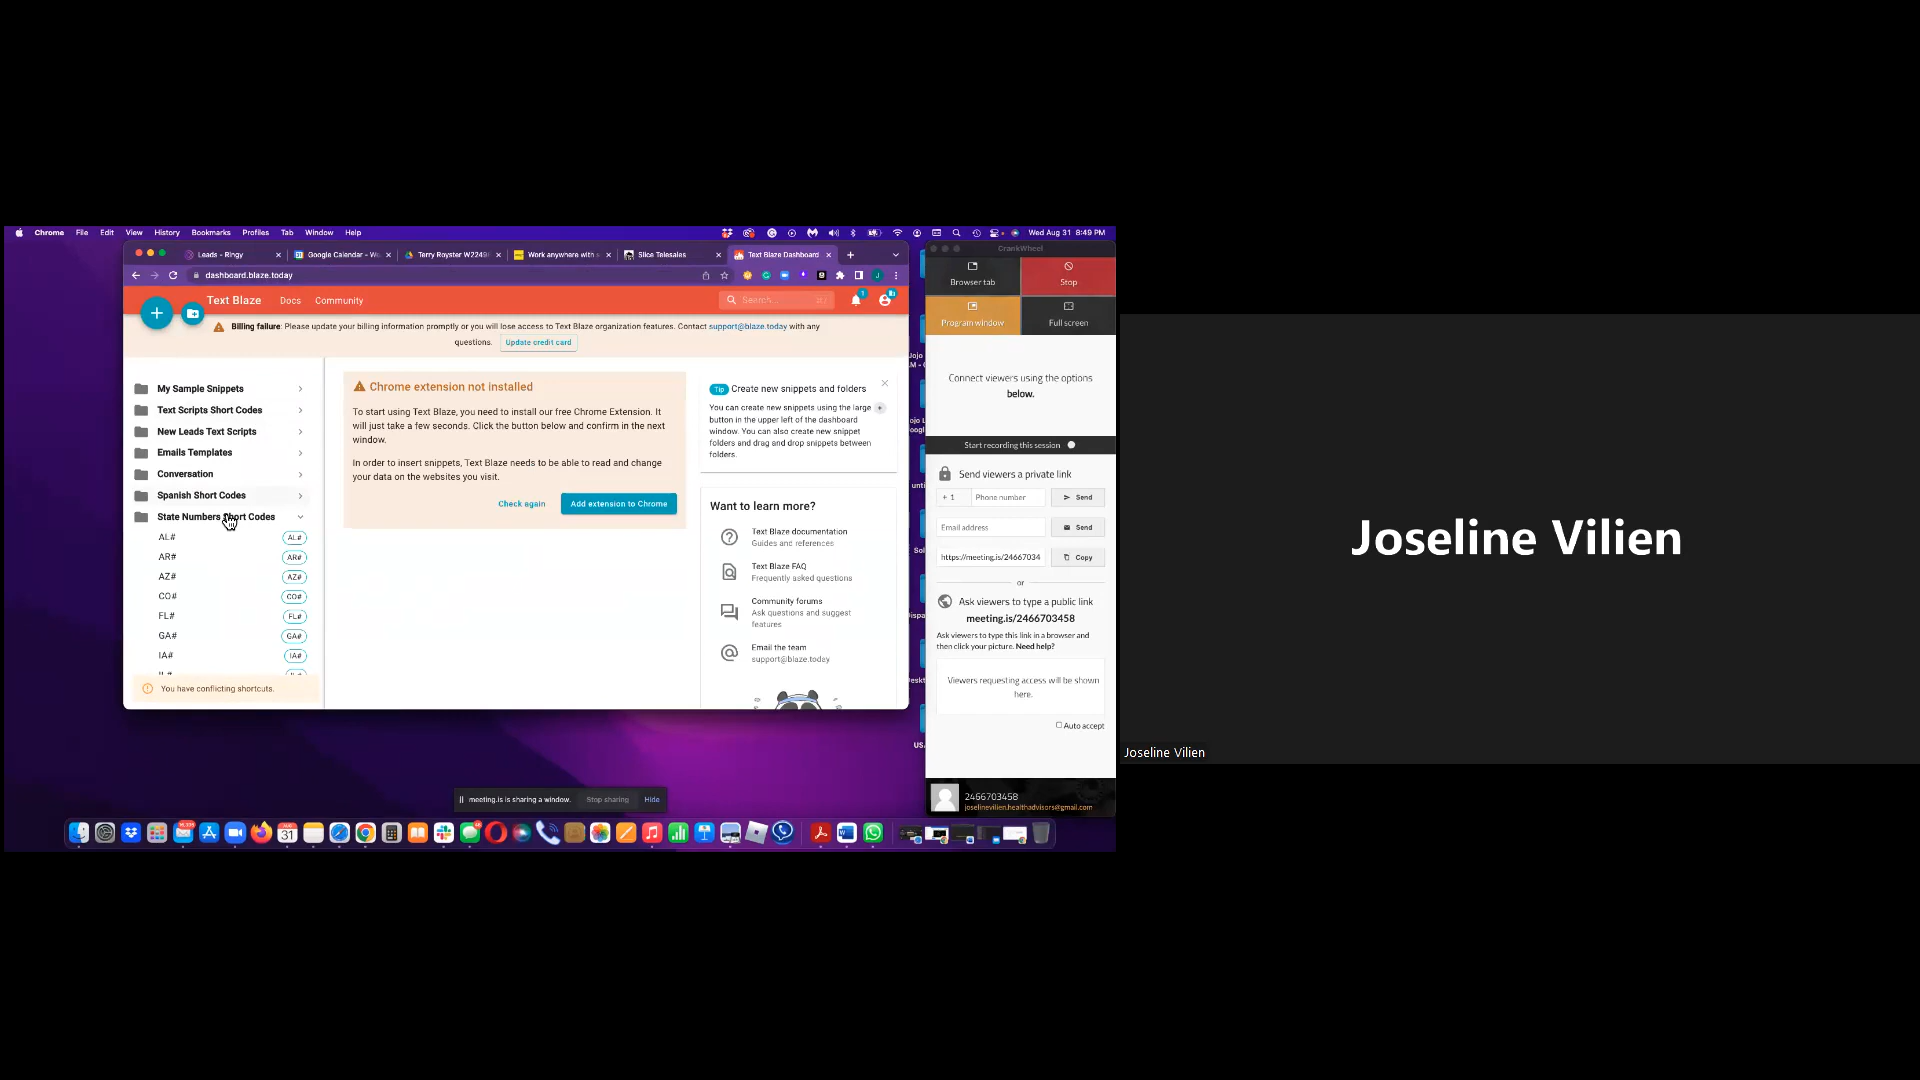 Chrome File Edit View History Bookmarks Profiles Tab Window Help
Wed Aug 31 8:49 PM
Leads - Ringy
Google Calendar - We
Terry Royster W2249
Work anywhere with
Slice Telesales
Text Blaze Dashboard
dashboard.blaze.today
Text Blaze Docs Community
Search...
Billing failure: Please update your billing information promptly or you will lose access to Text Blaze organization features. Contact support@blaze.today with any
questions. Update credit card
My Sample Snippets
Text Scripts Short Codes
New Leads Text Scripts
Emails Templates
Conversation
Spanish Short Codes
State Numbers Short Codes
AL# AL#
AR# AR#
AZ# AZ#
CO# CO#
FL# FL#
GA# GA#
IA# IA#
You have conflicting shortcuts.
Chrome extension not installed
To start using Text Blaze, you need to install our free Chrome Extension. It
will just take a few seconds. Click the button below and confirm in the next
window.
In order to insert snippets, Text Blaze needs to be able to read and change
your data on the websites you visit.
Check again Add extension to Chrome
Tip Create new snippets and folders
You can create new snippets using the large +
button in the upper left of the dashboard
window. You can also create new snippet
folders and drag and drop snippets between
folders.
Want to learn more?
Text Blaze documentation
Guides and references
Text Blaze FAQ
Frequently asked questions
Community forums
Ask questions and suggest
features
Email the team
support@blaze.today
meeting.is is sharing a window. Stop sharing Hide
CrankWheel
Browser tab Stop
Program window Full screen
Connect viewers using the options
below.
Start recording this session
Send viewers a private link
+ 1 Phone number Send
Email address Send
https://meeting.is/24667034 Copy
or
Ask viewers to type a public link
meeting.is/2466703458
Ask viewers to type this link in a browser and
then click your picture. Need help?
Viewers requesting access will be shown
here.
Auto accept
2466703458
joselinevilien.healthadvisors@gmail.com
Joseline Vilien
Joseline Vilien